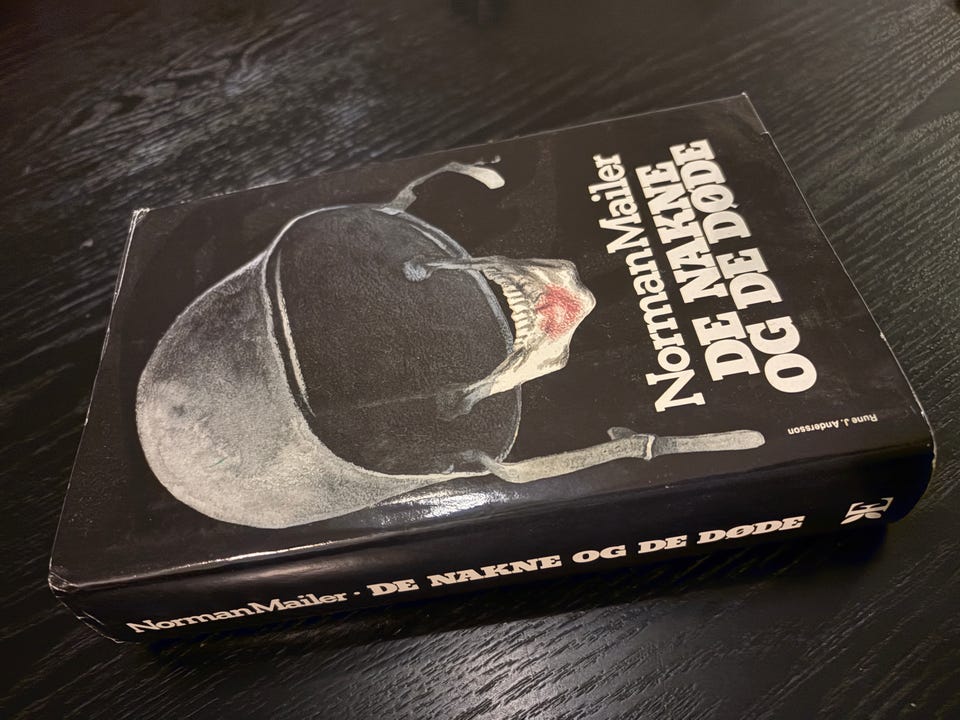 Norman Mailer
DE NAKNE
OG DE DØDE
Rune J. Andersson
Norman Mailer · DE NAKNE OG DE DØDE